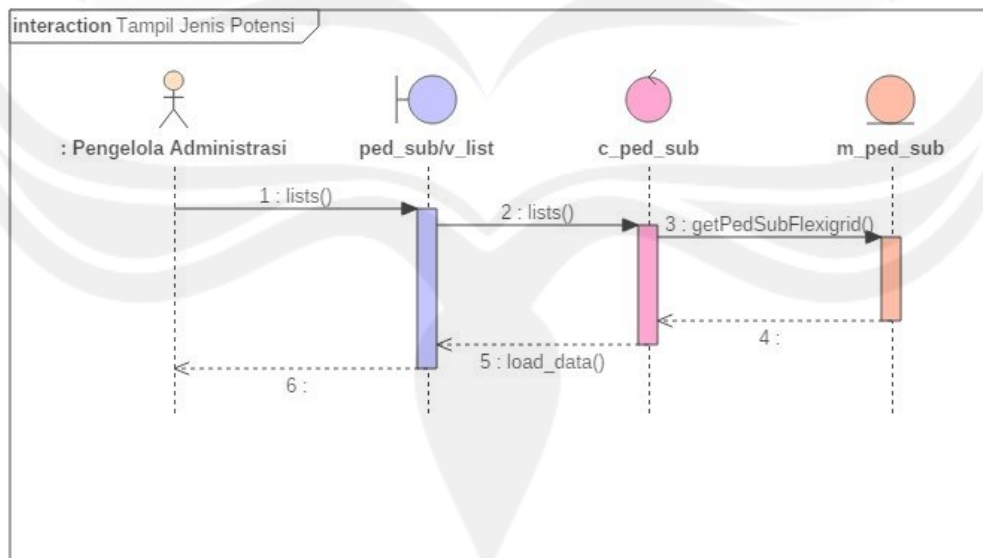 interaction Tampil Jenis Potensi
: Pengelola Administrasi
ped_sub/v_list
c_ped_sub
m_ped_sub
1 : lists()
2 : lists()
3 : getPedSubFlexigrid()
4 :
5 : load_data()
6 :